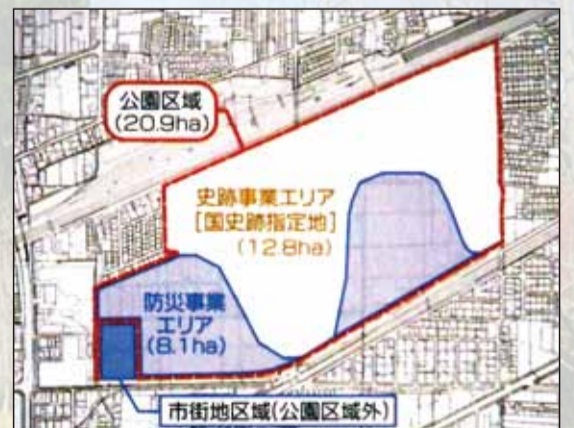 公園区域
(20.9ha)
史跡事業エリア
[国史跡指定地]
(12.8ha)
防災事業
エリア
(8.1ha)
市街地区域(公園区域外)